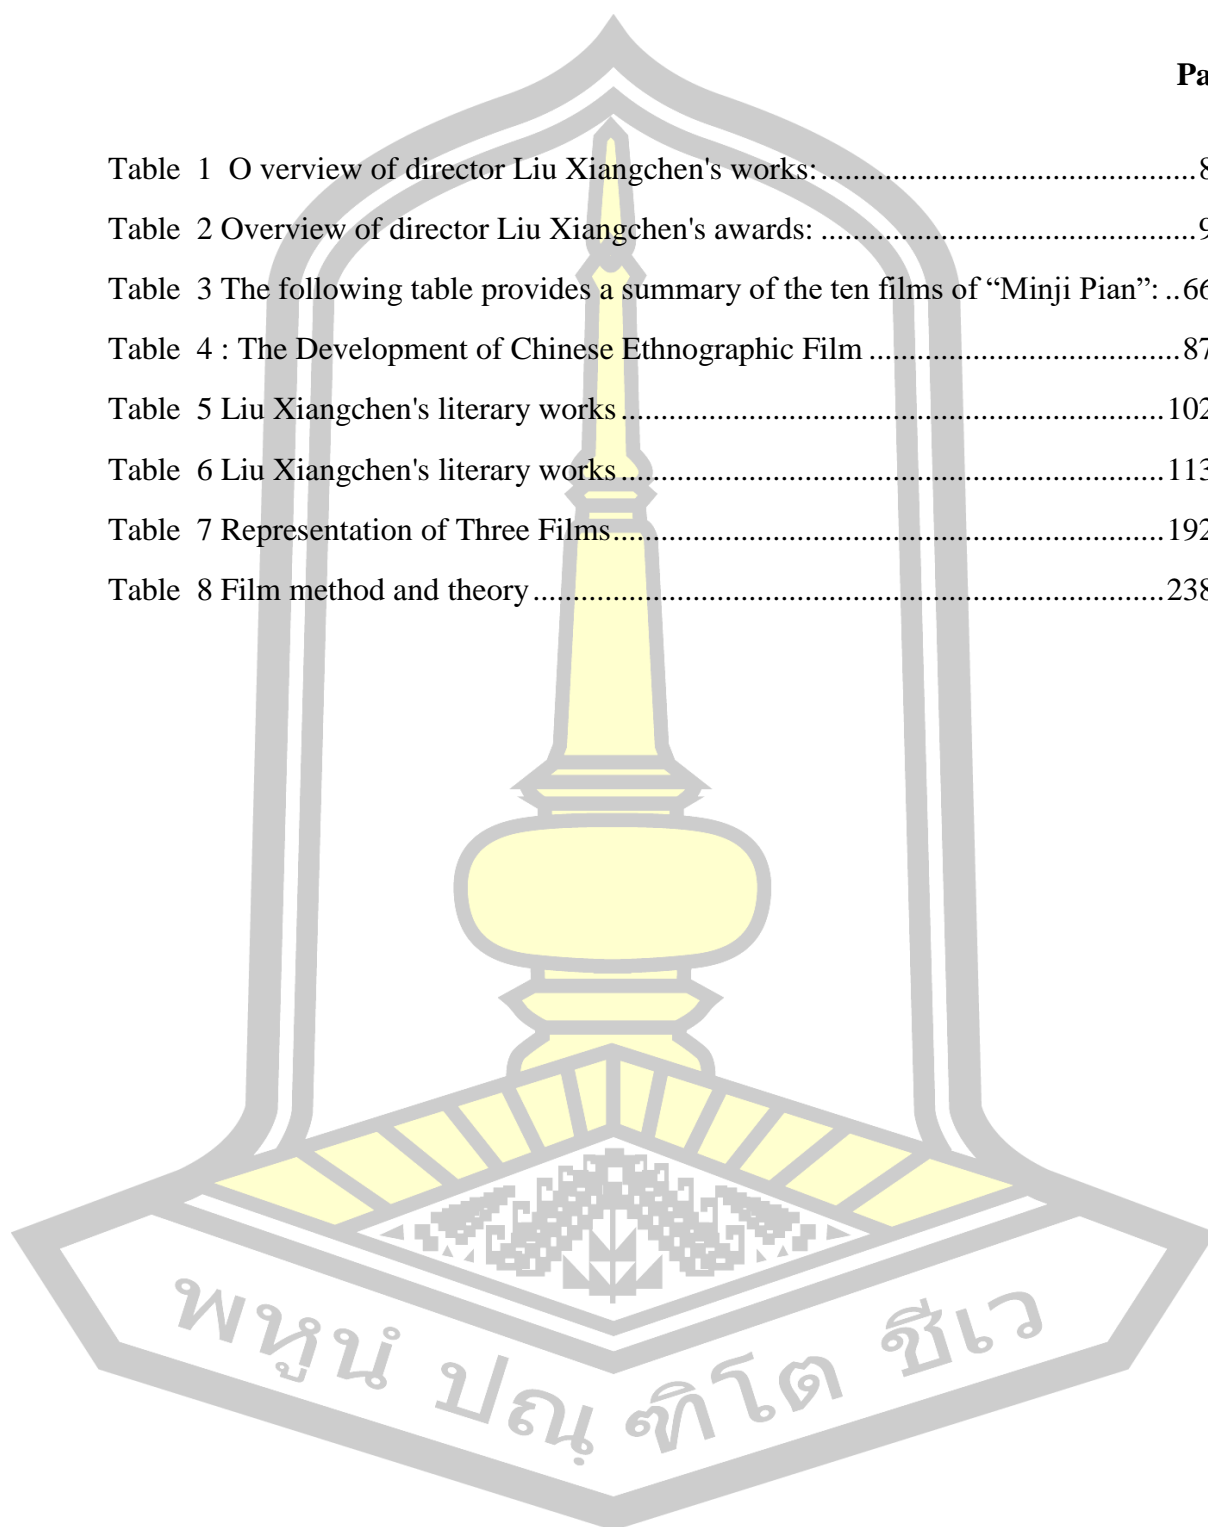 Pa
Table 1 O verview of director Liu Xiangchen's works:.................................................8
Table 2 Overview of director Liu Xiangchen's awards: .................................................9
Table 3 The following table provides a summary of the ten films of “Minji Pian”: ..66
Table 4 : The Development of Chinese Ethnographic Film .........................................87
Table 5 Liu Xiangchen's literary works.......................................................................102
Table 6 Liu Xiangchen's literary works.......................................................................113
Table 7 Representation of Three Films........................................................................192
Table 8 Film method and theory..................................................................................238
พหูนํ ปณฺฑิโต ชีเว